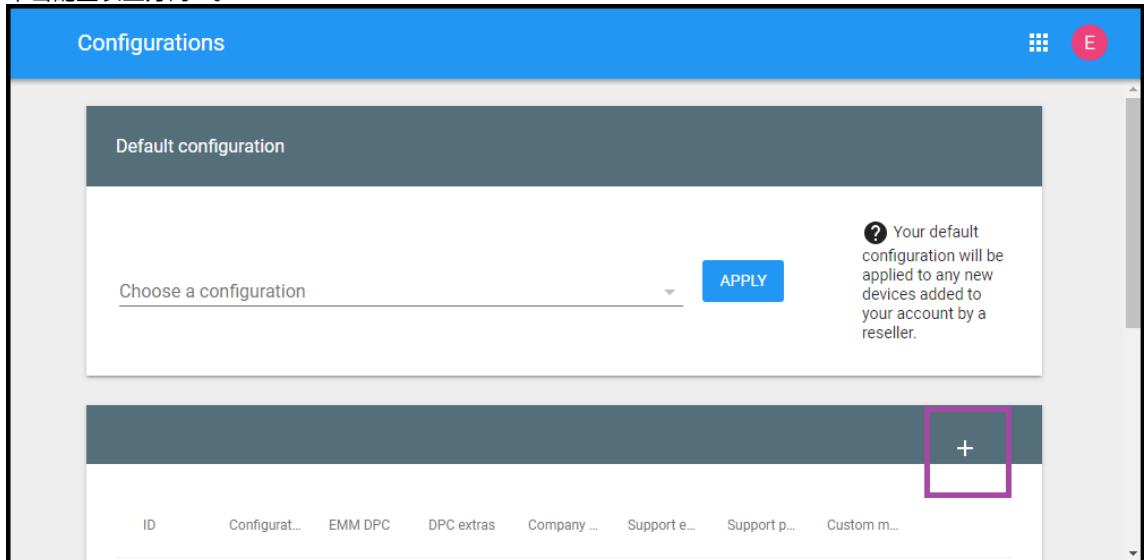 Configurations
E
Default configuration
? Your default
configuration will be
applied to any new
devices added to
your account by a
reseller.
Choose a configuration
APPLY
+
ID Configurat... EMM DPC DPC extras Company ... Support e... Support p... Custom m...